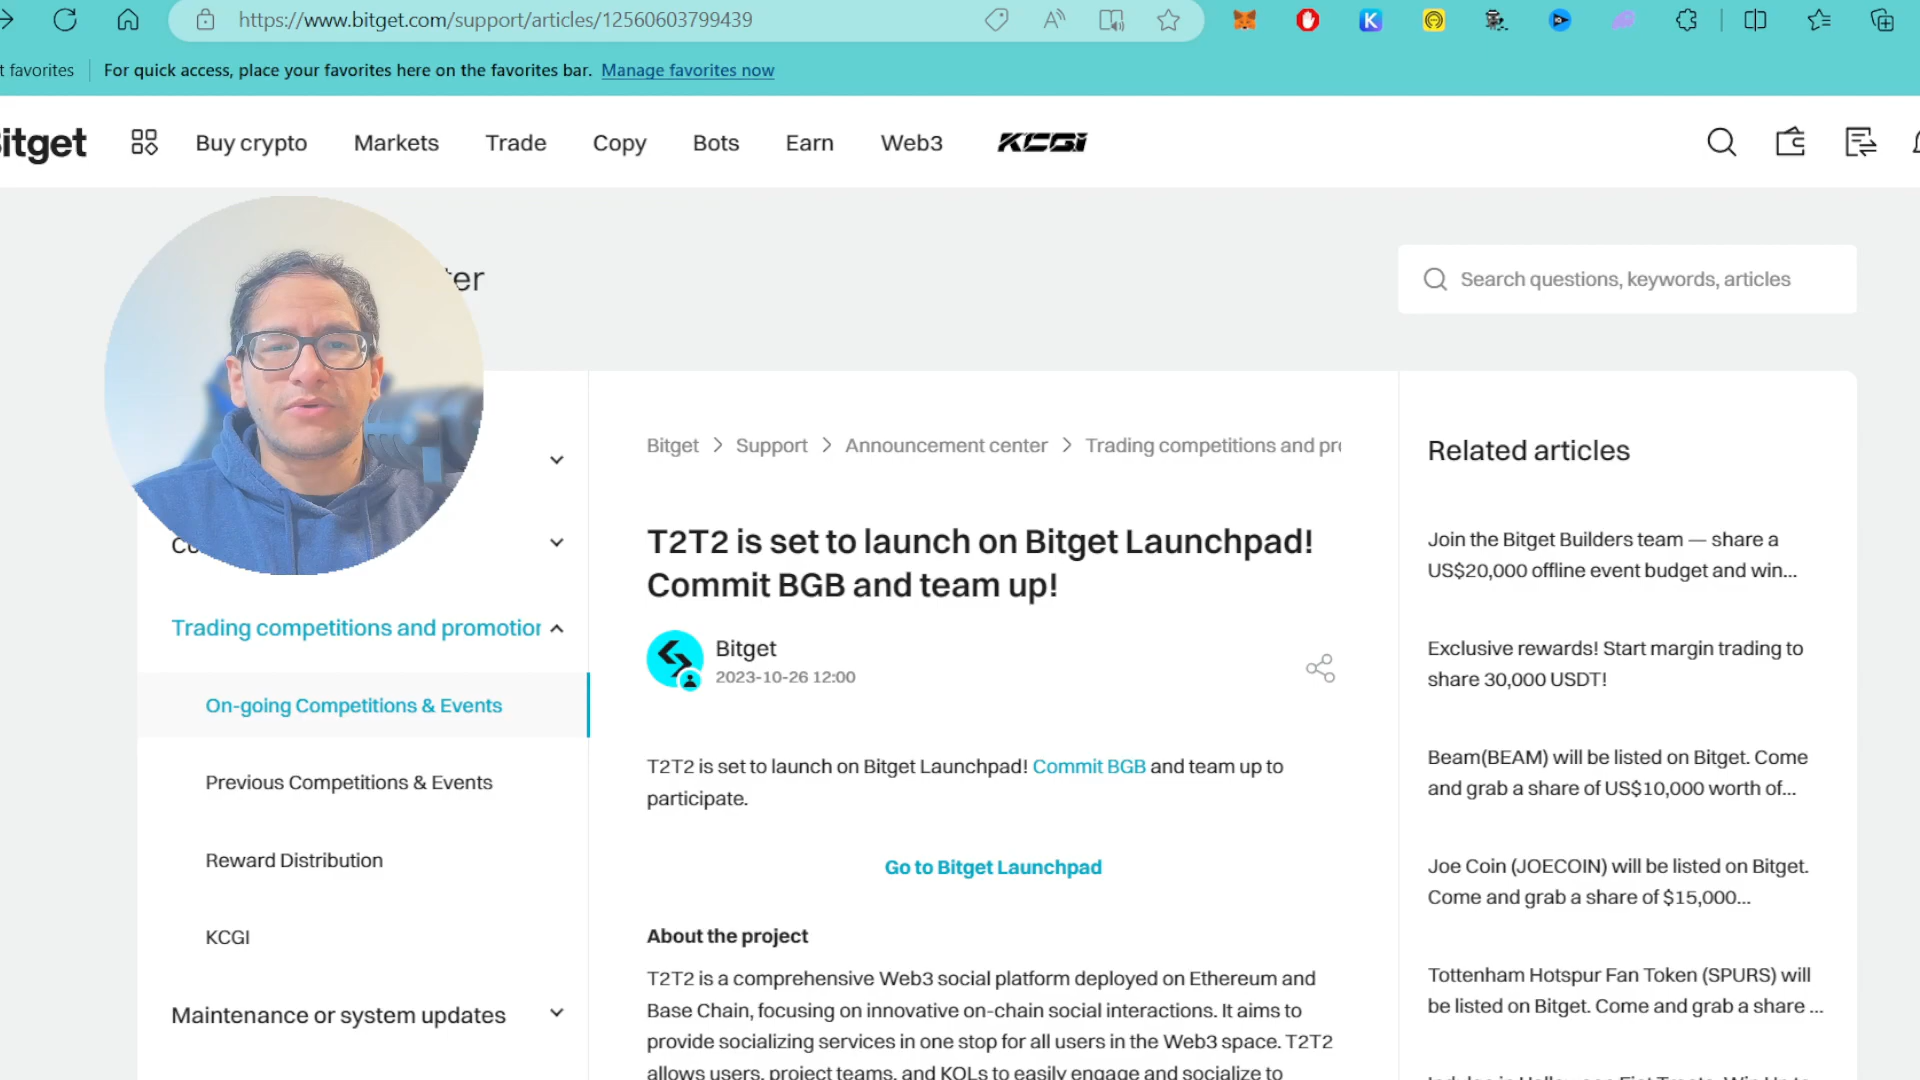 https://www.bitget.com/support/articles/12560603799439
t favorites
For quick access, place your favorites here on the favorites bar. Manage favorites now
itget
Buy crypto
Markets
Trade
Copy
Bots
Earn
Web3
KCGI
ter
Search questions, keywords, articles
Co
Trading competitions and promotion
On-going Competitions & Events
Previous Competitions & Events
Reward Distribution
KCGI
Maintenance or system updates
Bitget > Support > Announcement center > Trading competitions and pr
T2T2 is set to launch on Bitget Launchpad!
Commit BGB and team up!
Bitget
2023-10-26 12:00
T2T2 is set to launch on Bitget Launchpad! Commit BGB and team up to
participate.
Go to Bitget Launchpad
About the project
T2T2 is a comprehensive Web3 social platform deployed on Ethereum and
Base Chain, focusing on innovative on-chain social interactions. It aims to
provide socializing services in one stop for all users in the Web3 space. T2T2
allows users, project teams, and KOLs to easily engage and socialize to
Related articles
Join the Bitget Builders team — share a
US$20,000 offline event budget and win...
Exclusive rewards! Start margin trading to
share 30,000 USDT!
Beam(BEAM) will be listed on Bitget. Come
and grab a share of US$10,000 worth of...
Joe Coin (JOECOIN) will be listed on Bitget.
Come and grab a share of $15,000...
Tottenham Hotspur Fan Token (SPURS) will
be listed on Bitget. Come and grab a share ...